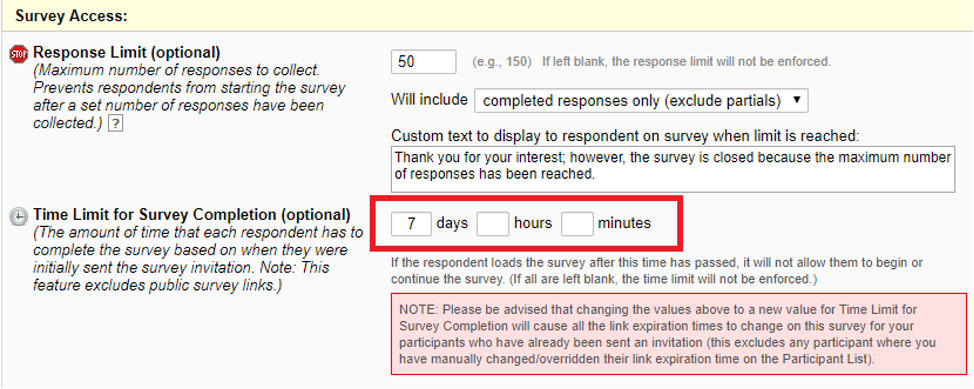 Survey Access:
STOP Response Limit (optional)
(Maximum number of responses to collect.
Prevents respondents from starting the survey
after a set number of responses have been
collected.) ?
50 (e.g., 150) If left blank, the response limit will not be enforced.
Will include completed responses only (exclude partials)
Custom text to display to respondent on survey when limit is reached:
Thank you for your interest; however, the survey is closed because the maximum number
of responses has been reached.
Time Limit for Survey Completion (optional)
(The amount of time that each respondent has to
complete the survey based on when they were
initially sent the survey invitation. Note: This
feature excludes public survey links.)
7 days hours minutes
If the respondent loads the survey after this time has passed, it will not allow them to begin or
continue the survey. (If all are left blank, the time limit will not be enforced.)
NOTE: Please be advised that changing the values above to a new value for Time Limit for
Survey Completion will cause all the link expiration times to change on this survey for your
participants who have already been sent an invitation (this excludes any participant where you
have manually changed/overridden their link expiration time on the Participant List).